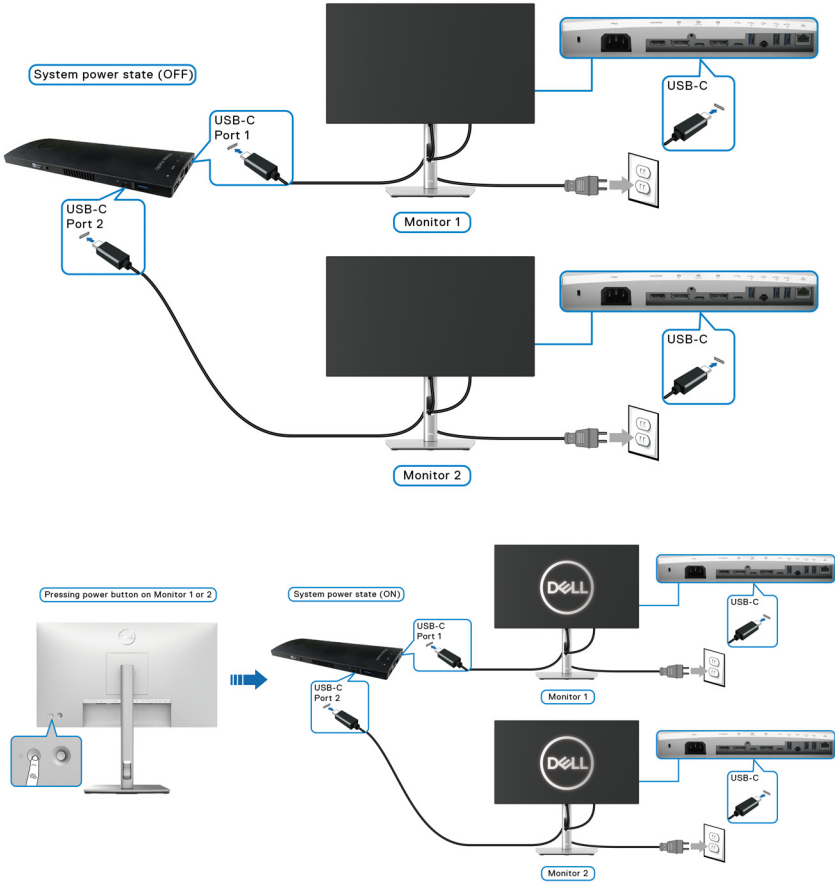 System power state (OFF)
USB-C
Port 1
USB-C
Monitor 1
USB-C
Port 2
USB-C
Monitor 2
Pressing power button on Monitor 1 or 2
System power state (ON)
DELL
USB-C
USB-C
Port 1
Monitor 1
USB-C
Port 2
DELL
USB-C
Monitor 2